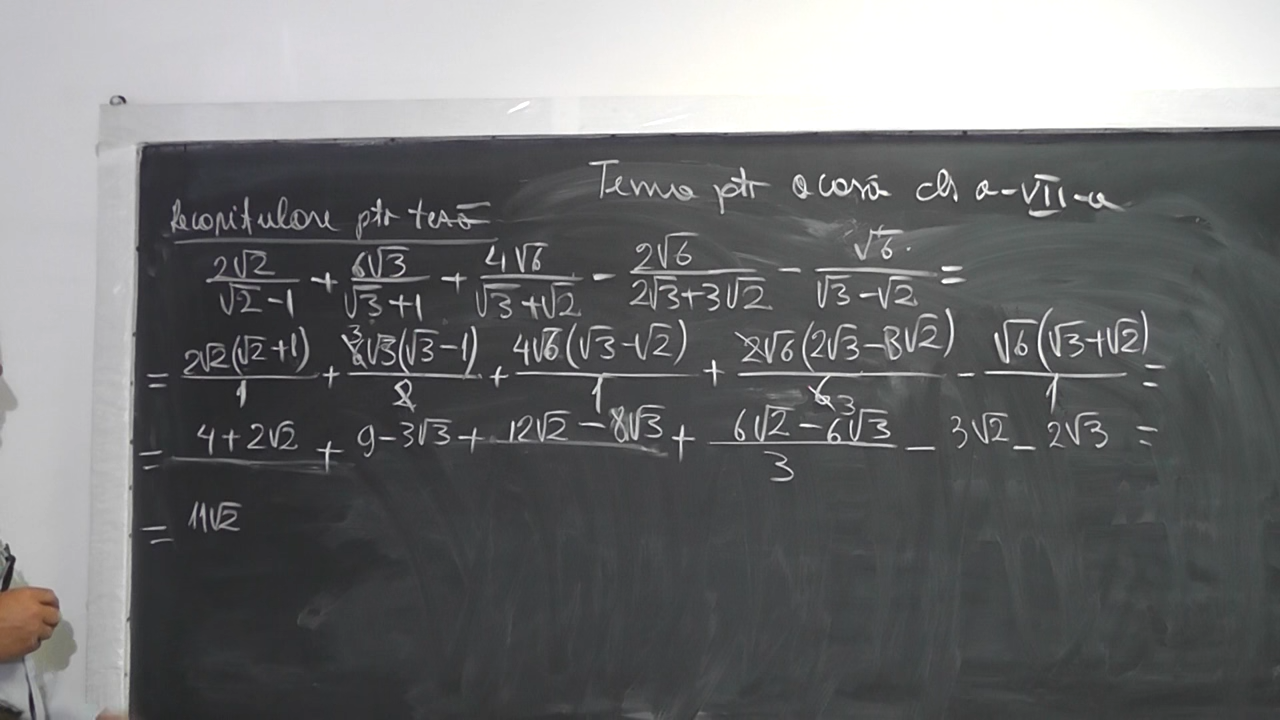 Tema ptr acasă cls a-VII-a
Recapitulare ptr teză
2√2/(√2-1) + 6√3/(√3+1) + 4√6/(√3+√2) - 2√6/(2√3+3√2) - √6/(√3-√2) =
= 2√2(√2+1)/1 + 6√3(√3-1)/2 + 4√6(√3-√2)/1 + 2√6(2√3-3√2)/6 - √6(√3+√2)/1 =
= 4+2√2 + 9-3√3 + 12√2-8√3 + (6√2-6√3)/3 - 3√2 - 2√3 =
= 11√2